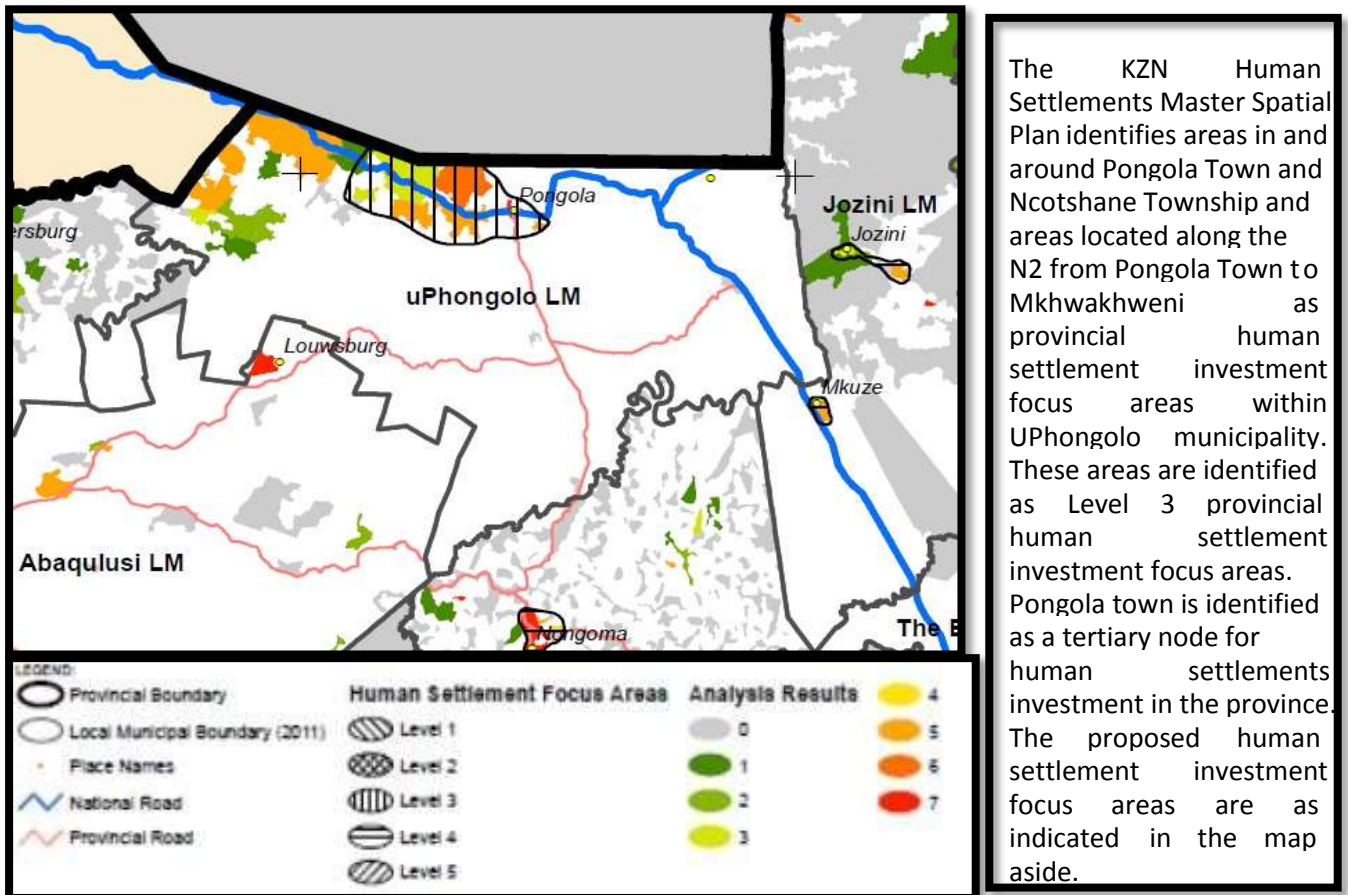 Pongola
Jozini LM
Jozini
ersburg
uPhongolo LM
Louwsburg
Mkuze
Abaqulusi LM
Nongoma
The
LEGEND:
Provincial Boundary
Local Municipal Boundary (2011)
Place Names
National Road
Provincial Road
Human Settlement Focus Areas
Level 1
Level 2
Level 3
Level 4
Level 5
Analysis Results
0
1
2
3
4
5
6
7
The KZN Human
Settlements Master Spatial
Plan identifies areas in and
around Pongola Town and
Ncotshane Township and
areas located along the
N2 from Pongola Town to
Mkhwakhweni as
provincial human
settlement investment
focus areas within
UPhongolo municipality.
These areas are identified
as Level 3 provincial
human settlement
investment focus areas.
Pongola town is identified
as a tertiary node for
human settlements
investment in the province.
The proposed human
settlement investment
focus areas are as
indicated in the map
aside.